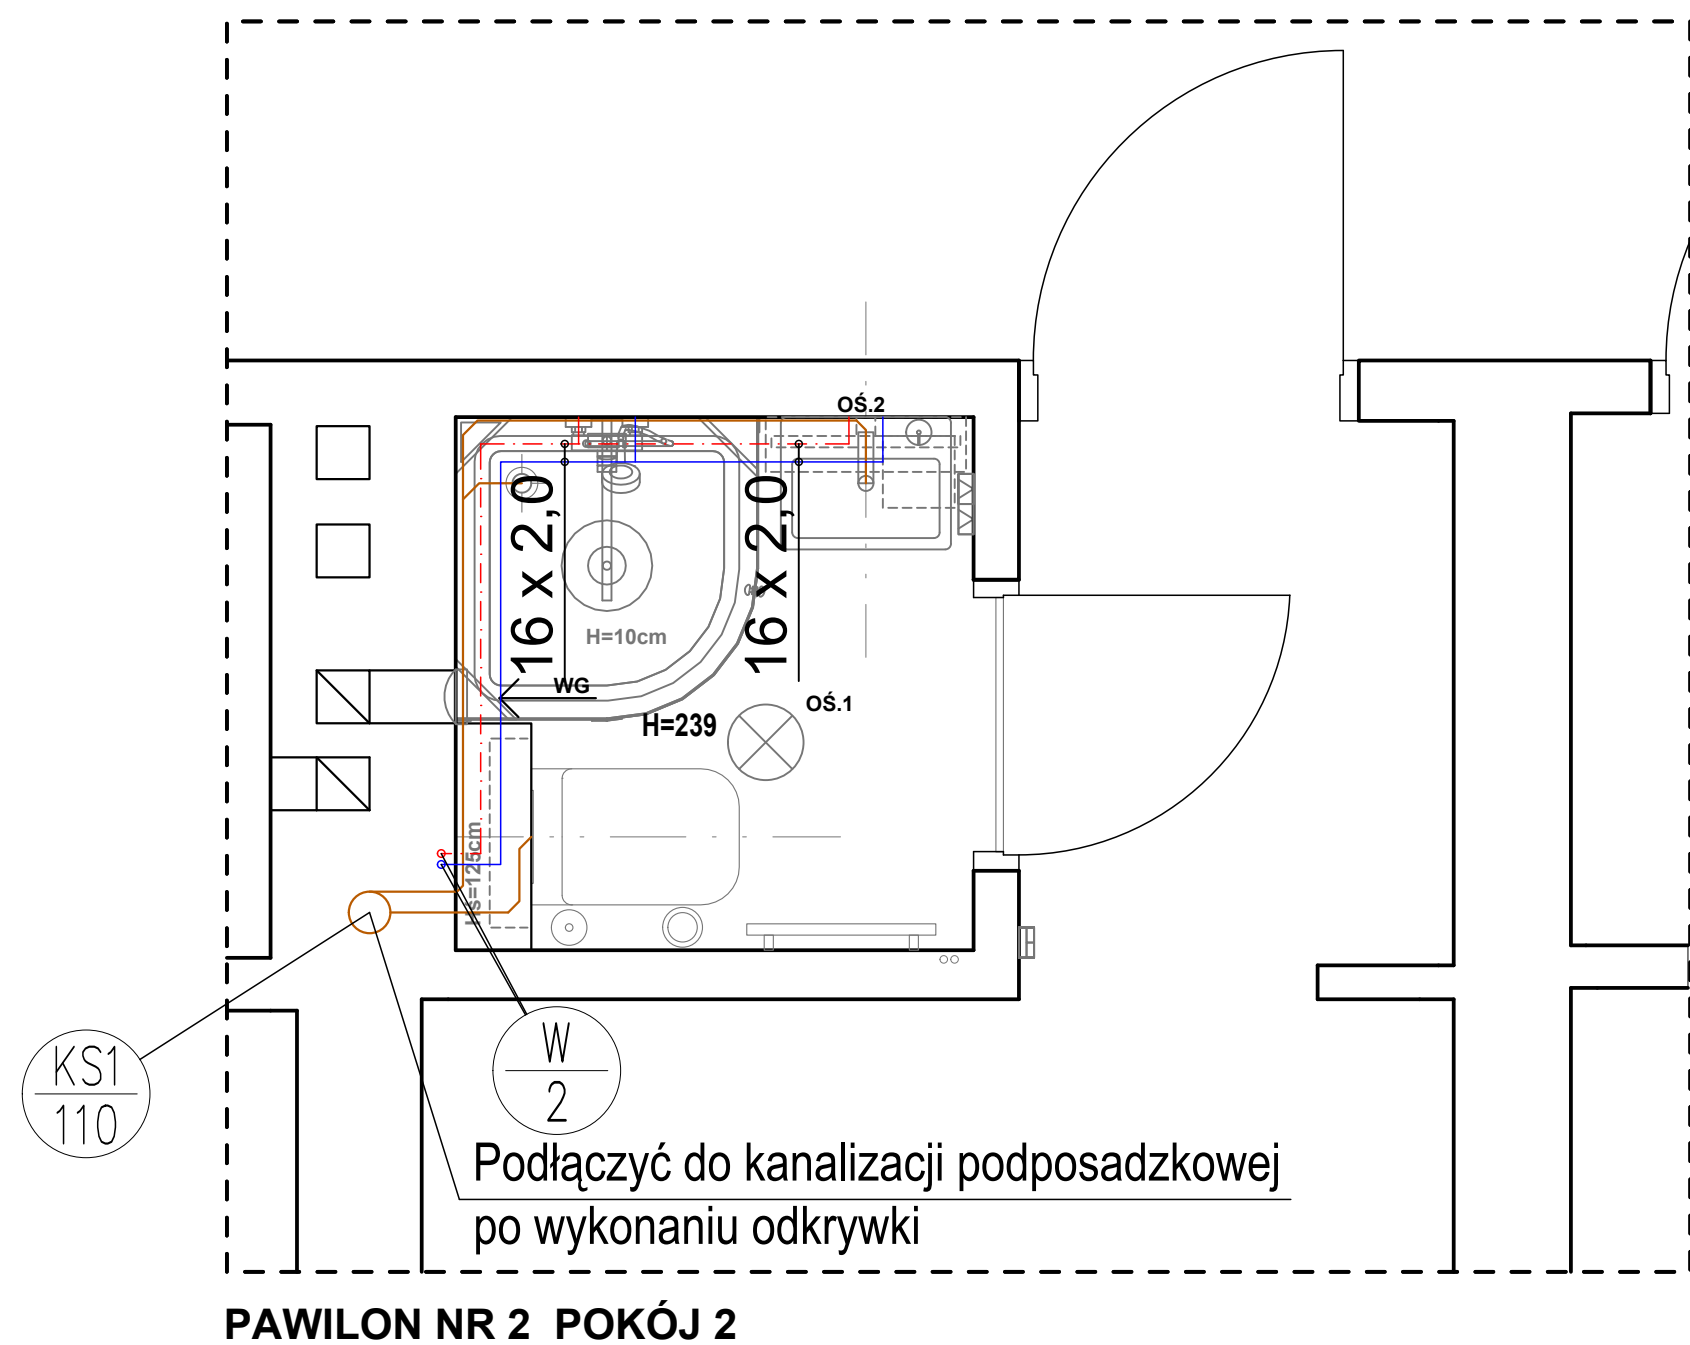 OŚ.2
16 x 2,0
16 x 2,0
H=10cm
WG
OŚ.1
H=239
Hs=125cm
KS1
110
W
2
Podłączyć do kanalizacji podposadzkowej
po wykonaniu odkrywki
PAWILON NR 2 POKÓJ 2